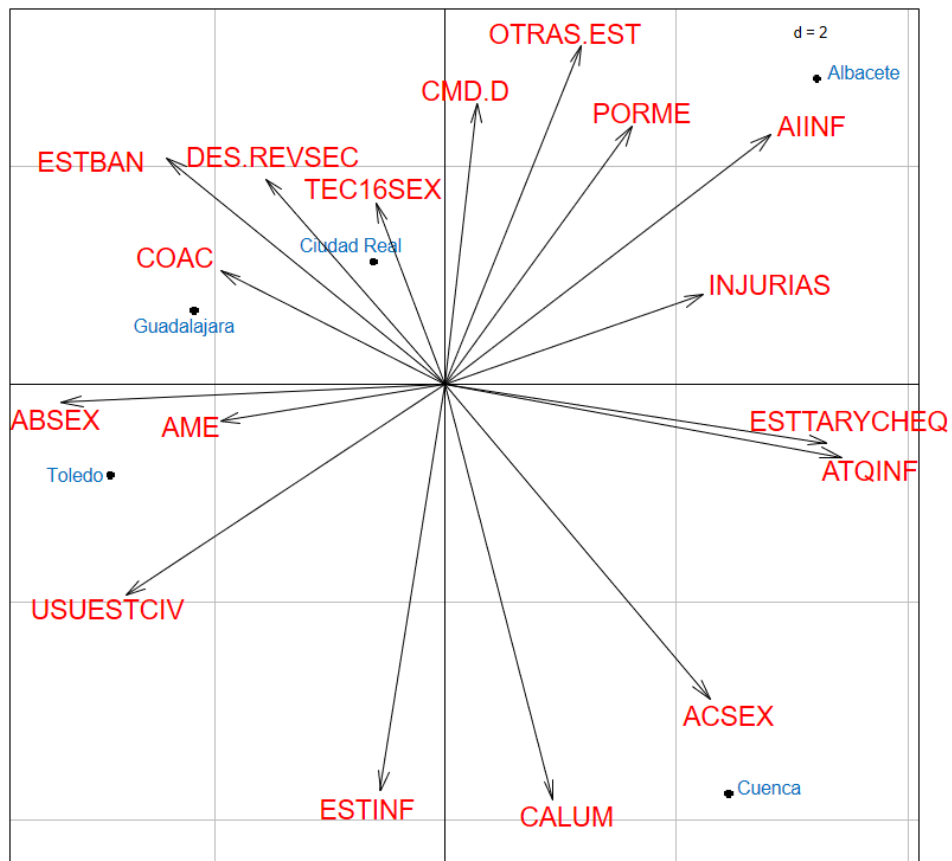 OTRAS.EST
d = 2
Albacete
CMD.D
PORME
AIINF
ESTBAN
DES.REVSEC
TEC16SEX
Ciudad Real
COAC
INJURIAS
Guadalajara
ABSEX
AME
ESTTARYCHEQ
ATQINF
Toledo
USUESTCIV
ACSEX
Cuenca
ESTINF
CALUM